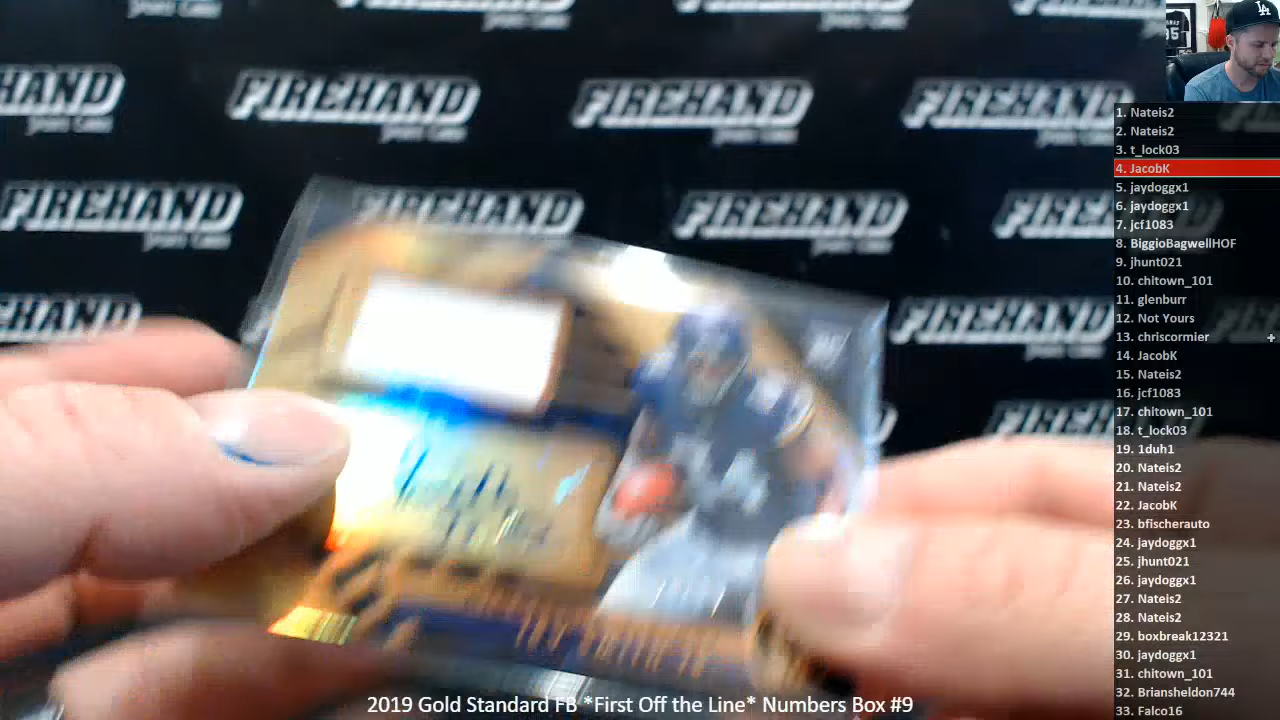 FIREHAND FIREHAND FIREHAND
FIREHAND FIREHAND FIREHAND FIREHAND
FIREHAND FIREHAND
LA
1. Nateis2
2. Nateis2
3. t_lock03
4. JacobK
5. jaydoggx1
6. jaydoggx1
7. jcf1083
8. BiggioBagwellHOF
9. jhunt021
10. chitown_101
11. glenburr
12. Not Yours
13. chriscormier
14. JacobK
15. Nateis2
16. jcf1083
17. chitown_101
18. t_lock03
19. 1duh1
20. Nateis2
21. Nateis2
22. JacobK
23. bfischerauto
24. jaydoggx1
25. jhunt021
26. jaydoggx1
27. Nateis2
28. Nateis2
29. boxbreak12321
30. jaydoggx1
31. chitown_101
32. Briansheldon744
33. Falco16
2019 Gold Standard FB *First Off the Line* Numbers Box #9